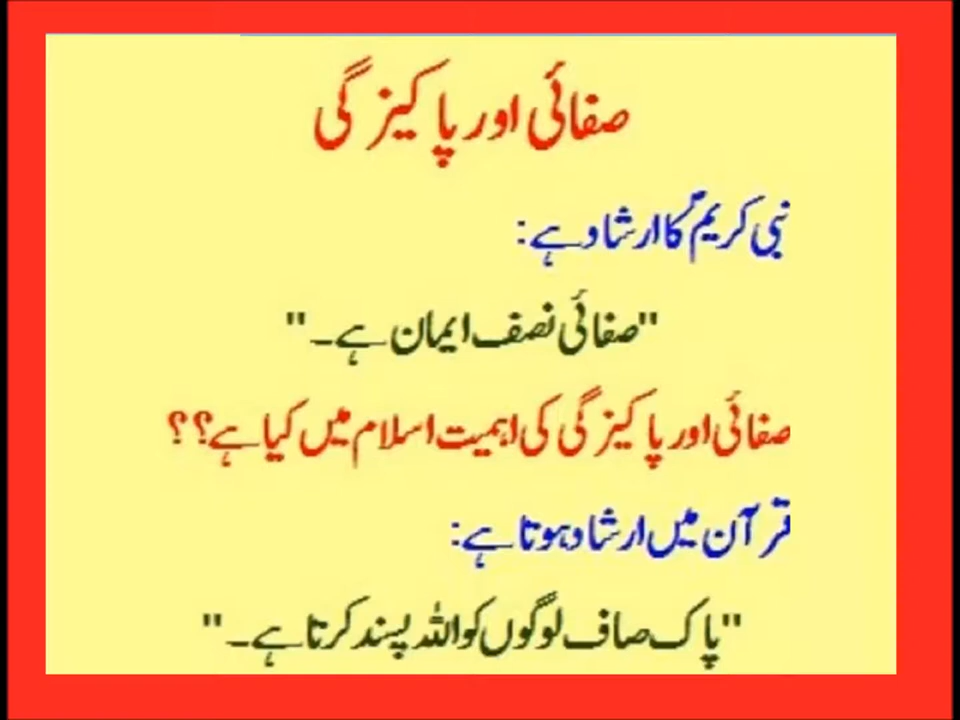 صفائی اور پاکیزگی
نبی کریمؐ کا ارشاد ہے:
"صفائی نصف ایمان ہے۔"
صفائی اور پاکیزگی کی اہمیت اسلام میں کیا ہے؟؟
قرآن میں ارشاد ہوتا ہے:
"پاک صاف لوگوں کو اللہ پسند کرتا ہے۔"